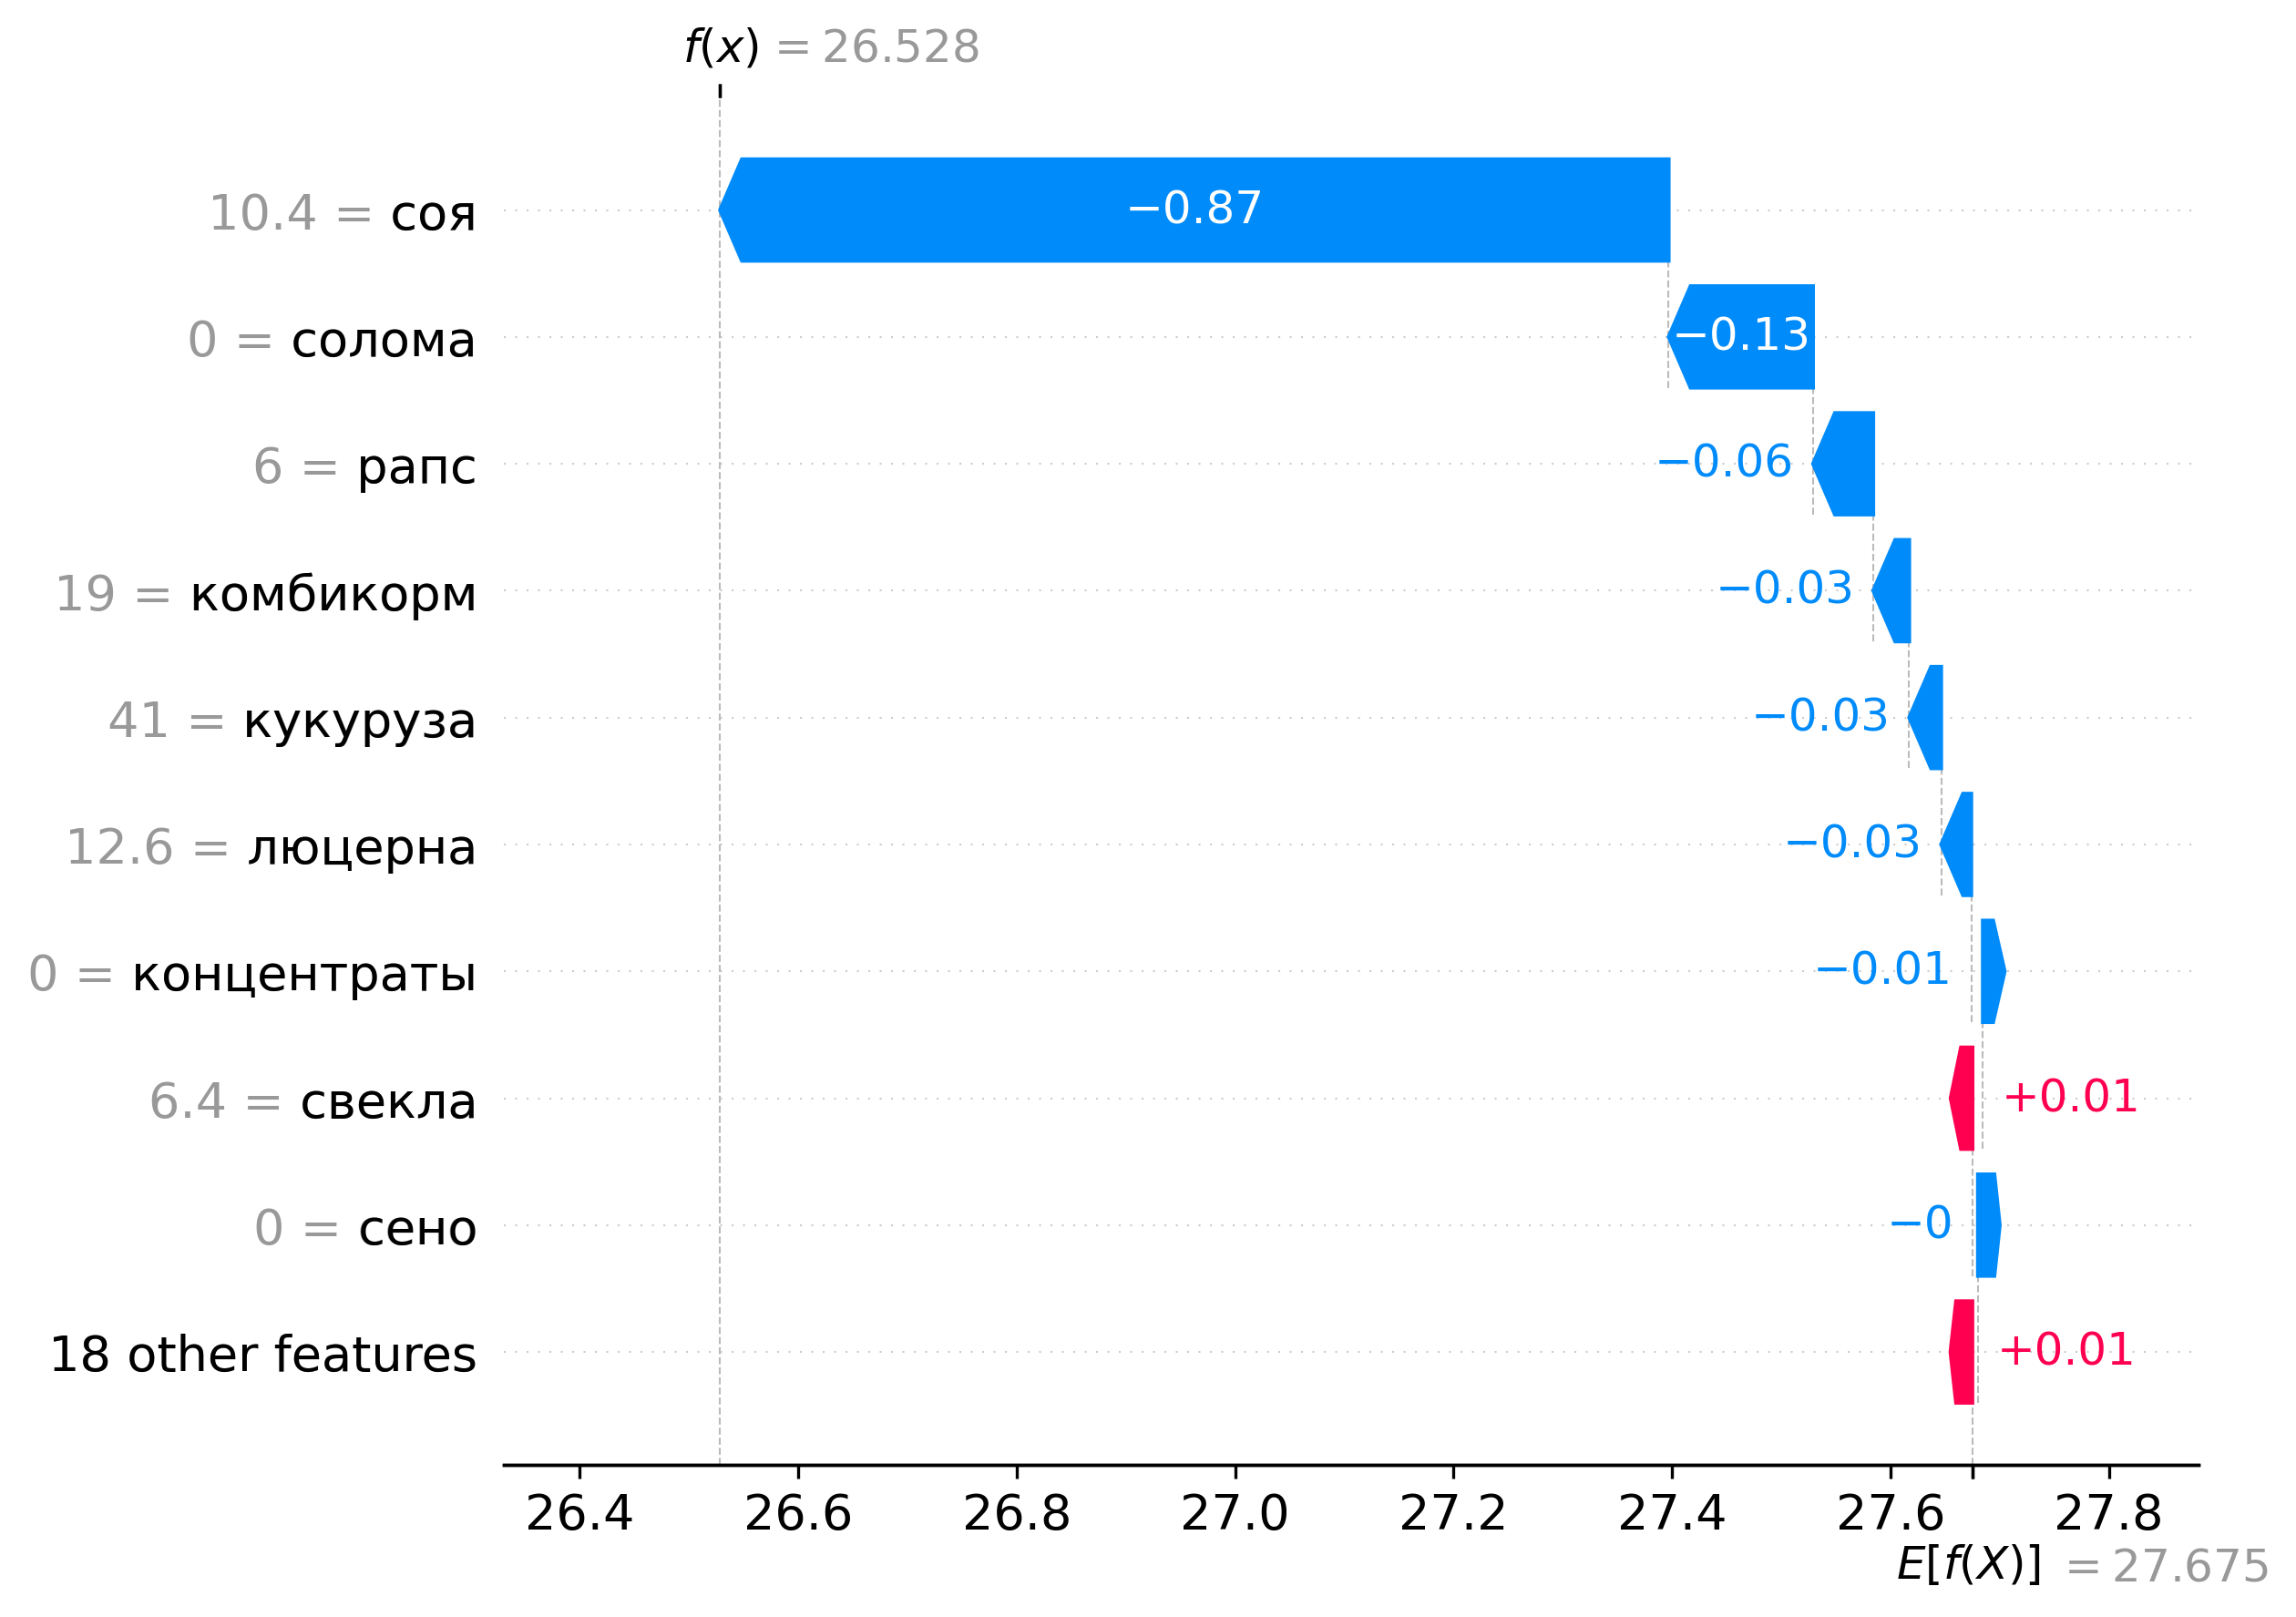 f(x) = 26.528
10.4 = соя
−0.87
0 = солома
−0.13
6 = рапс
−0.06
19 = комбикорм
−0.03
41 = кукуруза
−0.03
12.6 = люцерна
−0.03
0 = концентраты
−0.01
6.4 = свекла
+0.01
0 = сено
−0
18 other features
+0.01
26.4 26.6 26.8 27.0 27.2 27.4 27.6 27.8
E[f(X)] = 27.675